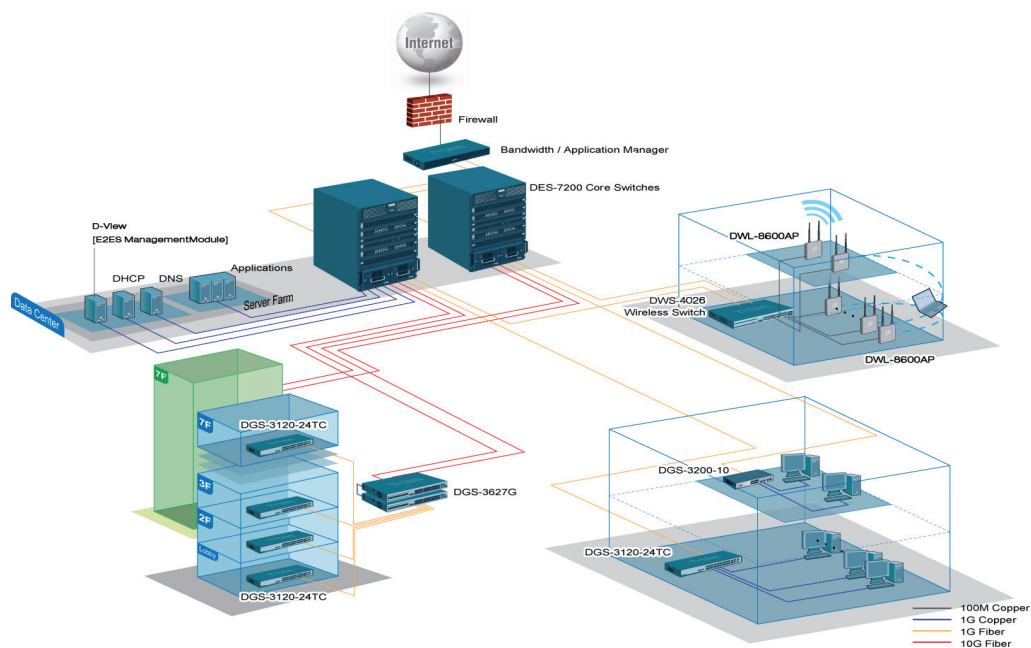 Internet
Firewall
Bandwidth / Application Manager
DES-7200 Core Switches
D-View
[E2ES ManagementModule]
DHCP
DNS
Applications
Server Farm
Data Center
DWL-8600AP
DWS-4026
Wireless Switch
DWL-8600AP
7F
7F
DGS-3120-24TC
3F
2F
Lobby
DGS-3120-24TC
DGS-3627G
DGS-3200-10
DGS-3120-24TC
100M Copper
1G Copper
1G Fiber
10G Fiber